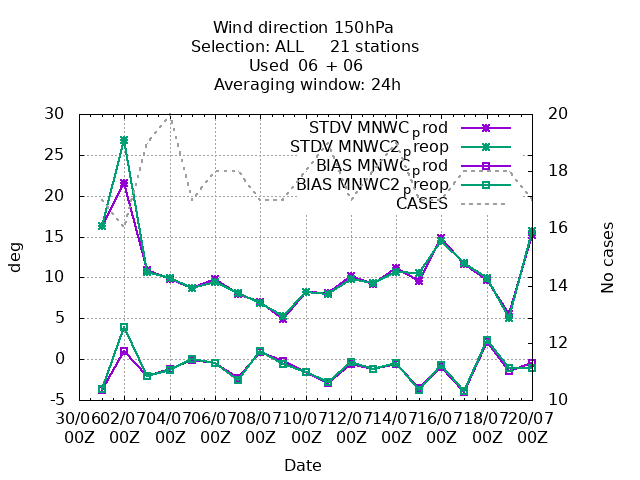 Wind direction 150hPa
Selection: ALL 21 stations
Used 06 + 06
Averaging window: 24h
30 20
STDV MNWC_prod
25 STDV MNWC2_preop
BIAS MNWC_prod 18
20 BIAS MNWC2_preop
CASES
15 16
deg No cases
10 14
5
0 12
-5 10
30/06 02/07 04/07 06/07 08/07 10/07 12/07 14/07 16/07 18/07 20/07
00Z 00Z 00Z 00Z 00Z 00Z 00Z 00Z 00Z 00Z 00Z
Date